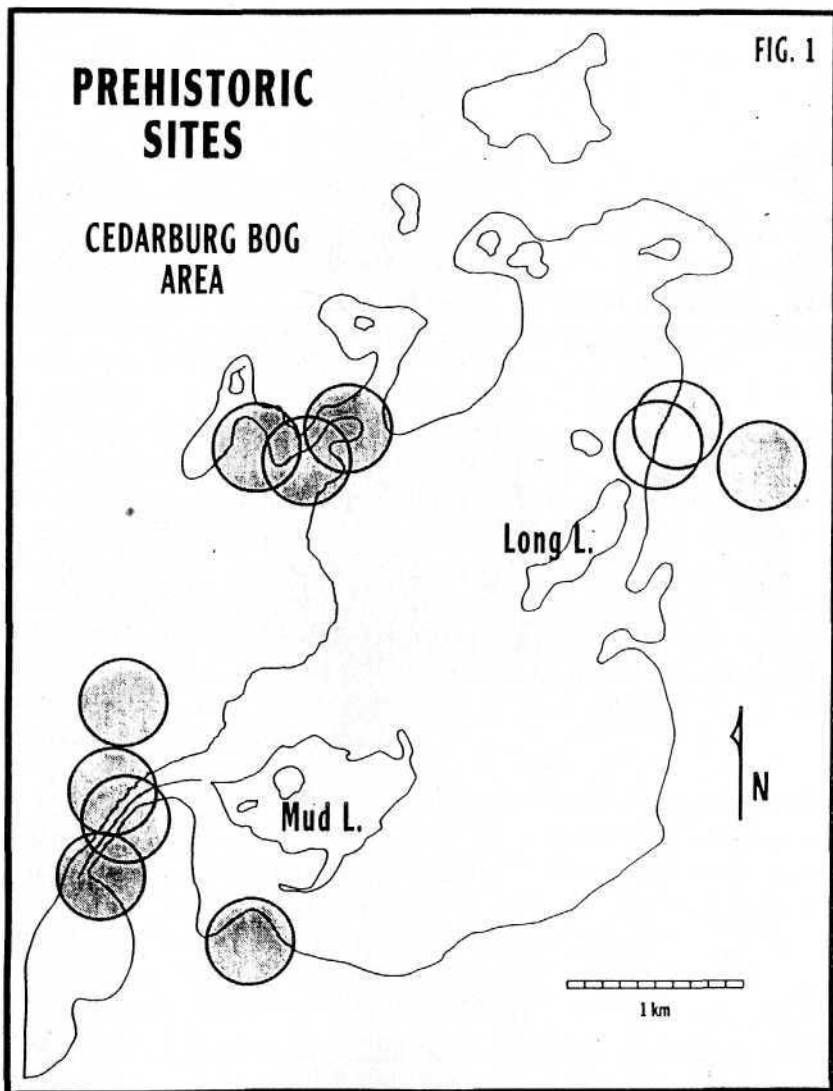 FIG. 1
PREHISTORIC
SITES
CEDARBURG BOG
AREA
Long L.
N
Mud L.
1 km